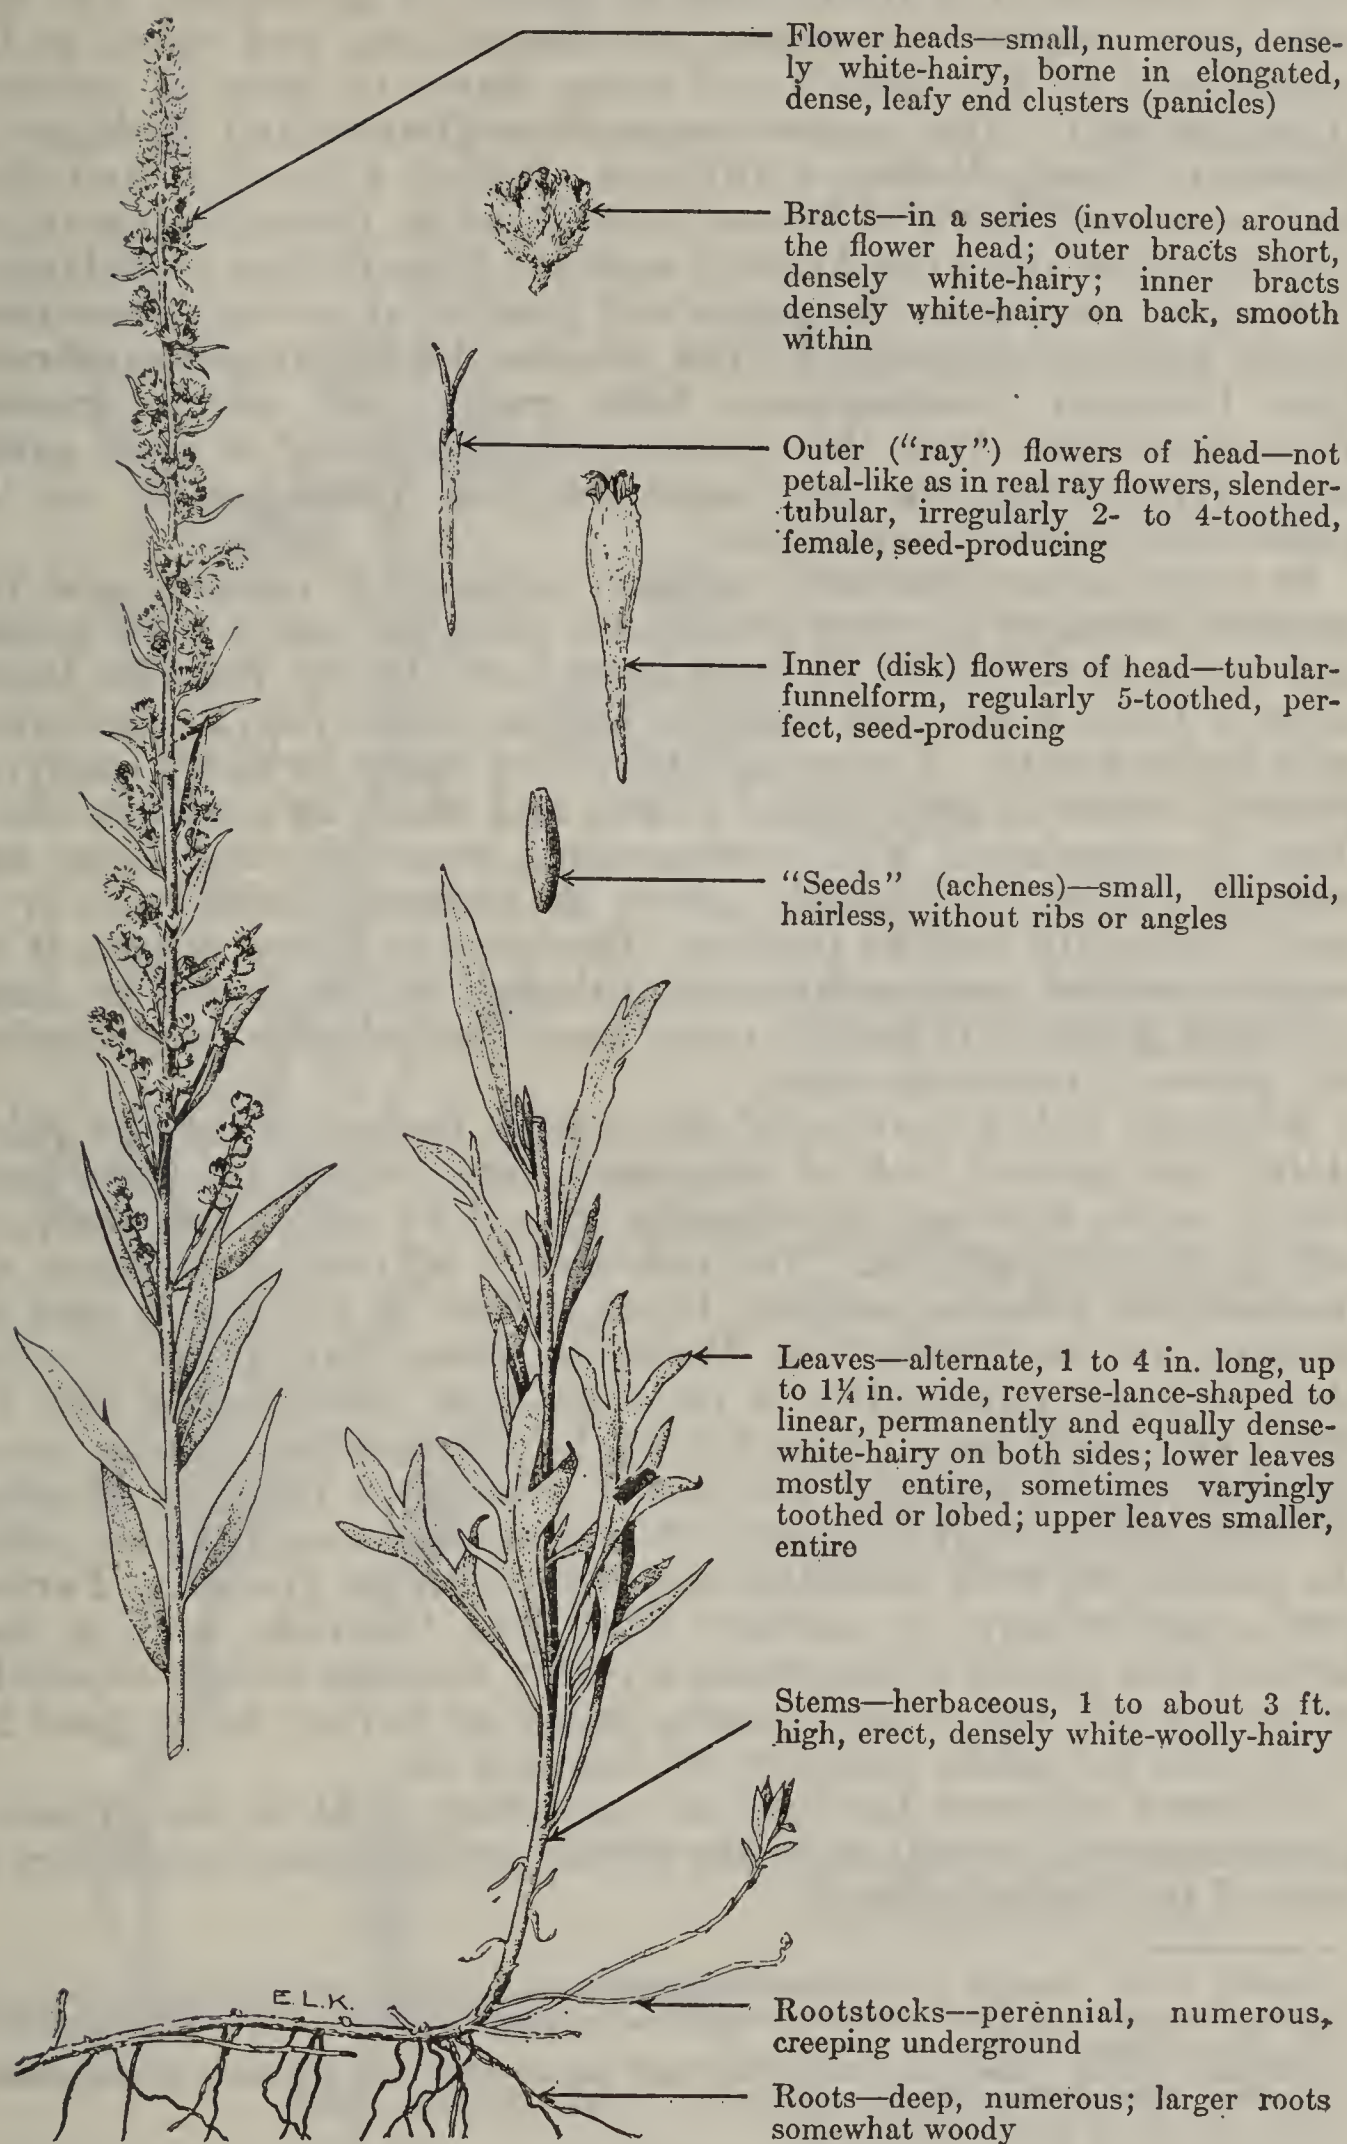 Flower heads—small, numerous, dense-
ly white-hairy, borne in elongated,
dense, leafy end clusters (panicles)
Bracts—in a series (involucre) around
the flower head; outer bracts short,
densely white-hairy; inner bracts
densely white-hairy on back, smooth
within
Outer (“ray”) flowers of head—not
petal-like as in real ray flowers, slender-
tubular, irregularly 2- to 4-toothed,
female, seed-producing
Inner (disk) flowers of head—tubular-
funnelform, regularly 5-toothed, per-
fect, seed-producing
“Seeds” (achenes)—small, ellipsoid,
hairless, without ribs or angles
Leaves—alternate, 1 to 4 in. long, up
to 1¼ in. wide, reverse-lance-shaped to
linear, permanently and equally dense-
white-hairy on both sides; lower leaves
mostly entire, sometimes varyingly
toothed or lobed; upper leaves smaller,
entire
Stems—herbaceous, 1 to about 3 ft.
high, erect, densely white-woolly-hairy
E.L.K.
Rootstocks—perennial, numerous,
creeping underground
Roots—deep, numerous; larger roots
somewhat woody